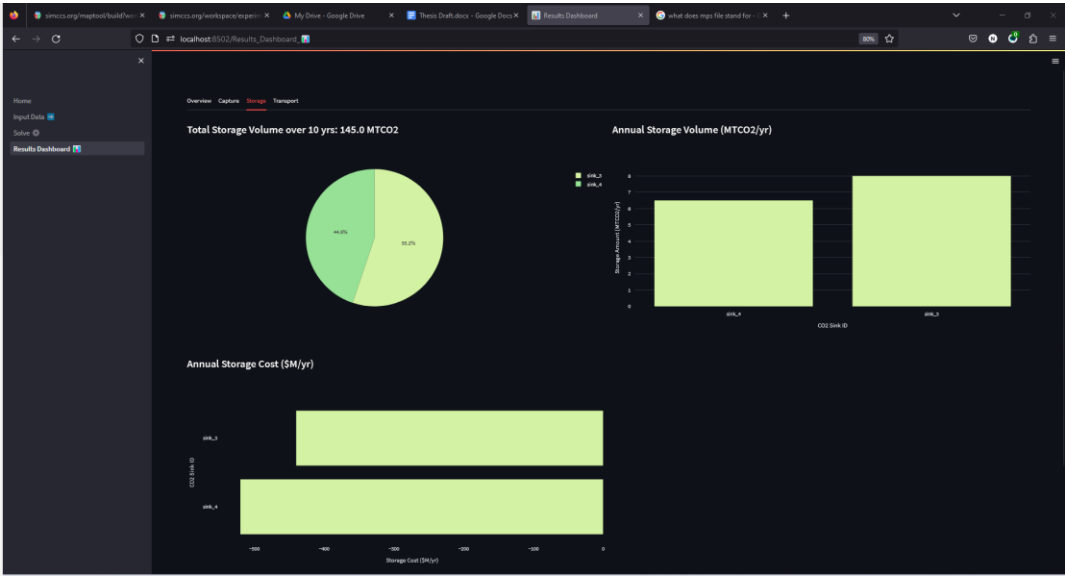 simccs.org/maptool/build?wor
simccs.org/workspace/experim
My Drive - Google Drive
Thesis Draft.docx - Google Docs
Results Dashboard
what does mps file stand for -
localhost:8502/Results_Dashboard_
80%
Home
Input Data
Solve
Results Dashboard
Overview Capture Storage Transport
Total Storage Volume over 10 yrs: 145.0 MTCO2
sink_3
sink_4
44.8%
55.2%
Annual Storage Volume (MTCO2/yr)
8
7
6
5
4
3
2
1
0
Storage Amount (MTCO2/yr)
sink_4
sink_3
CO2 Sink ID
Annual Storage Cost ($M/yr)
sink_3
sink_4
CO2 Sink ID
−500 −400 −300 −200 −100 0
Storage Cost ($M/yr)